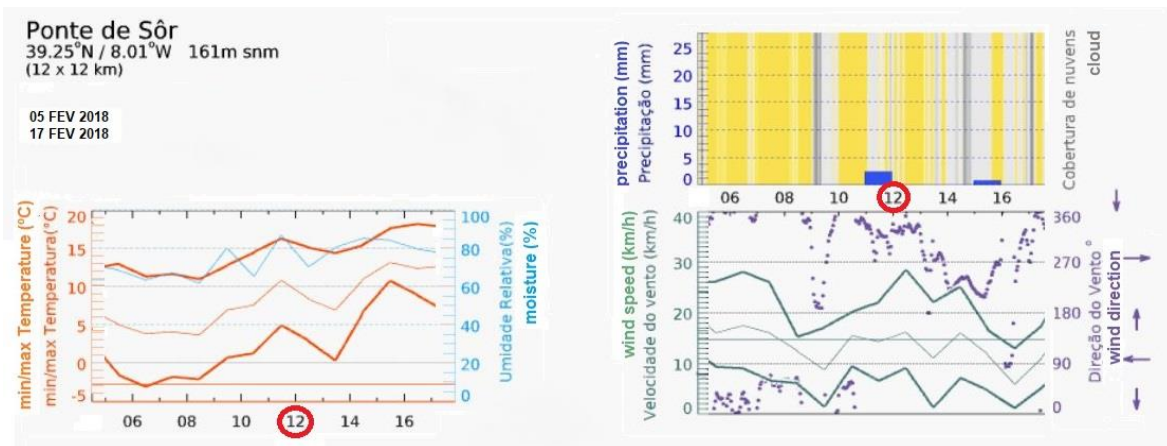 Ponte de Sôr
39.25°N / 8.01°W 161m snm
(12 x 12 km)
05 FEV 2018
17 FEV 2018
min/max Temperature (°C)
min/max Temperatura(°C)
20
15
10
5
0
-5
06 08 10 12 14 16
100
80
60
40
20
0
Umidade Relativa(%)
moisture (%)
precipitation (mm)
Precipitação (mm)
25
20
15
10
5
0
06 08 10 12 14 16
Cobertura de nuvens
cloud
wind speed (km/h)
Velocidade do vento (km/h)
40
30
20
10
0
360
270
180
90
0
Direção do Vento °
wind direction